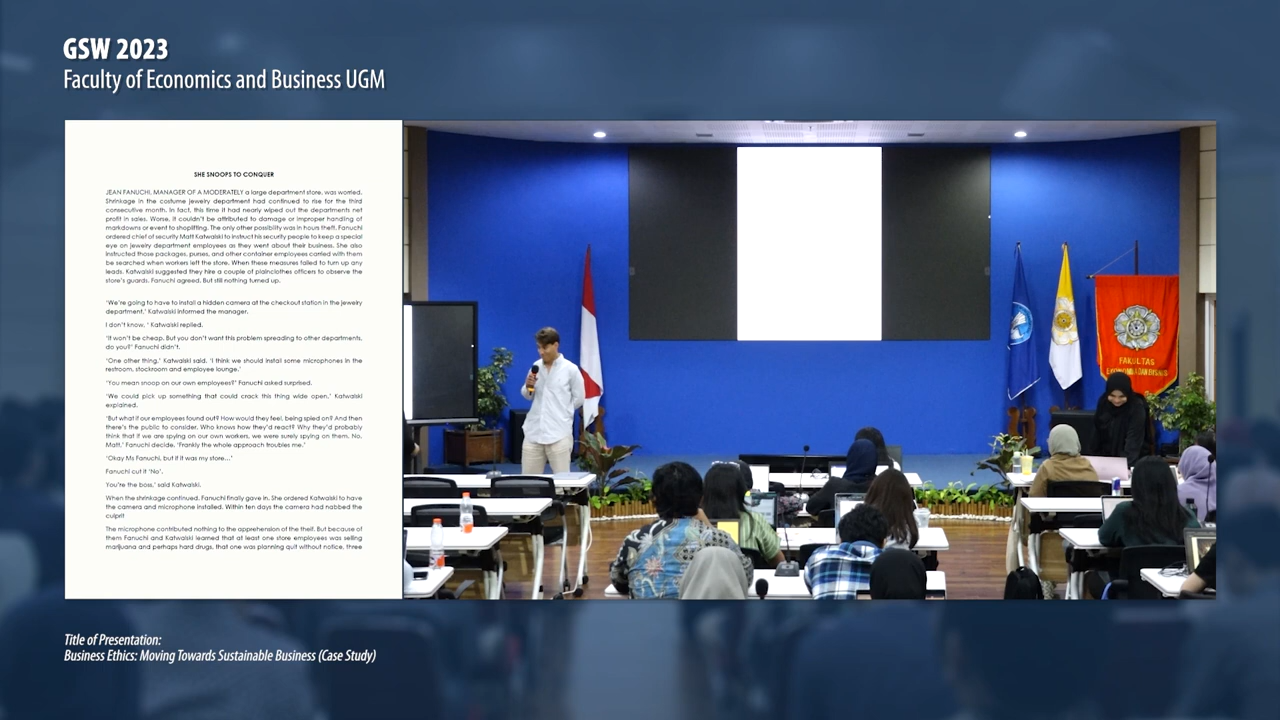 GSW 2023
Faculty of Economics and Business UGM
SHE SNOOPS TO CONQUER
JEAN FANUCHI, MANAGER OF A MODERATELY a large department store, was worried.
Shrinkage in the costume jewelry department had continued to rise for the third
consecutive month. In fact, this time it had nearly wiped out the departments net
profit in sales. Worse, it couldn't be attributed to damage or improper handling of
markdowns or event to shoplifting. The only other possibility was in hours theft. Fanuchi
ordered chief of security Matt Katwalski to instruct his security people to keep a special
eye on jewelry department employees as they went about their business. She also
instructed those packages, purses, and other container employees carried with them
be searched when workers left the store. When these measures failed to turn up any
leads. Katwalski suggested they hire a couple of plainclothes officers to observe the
store's guards. Fanuchi agreed. But still nothing turned up.
'We're going to have to install a hidden camera at the checkout station in the jewelry
department,' Katwalski informed the manager.
I don't know, ' Katwalski replied.
'It won't be cheap. But you don't want this problem spreading to other departments,
do you?' Fanuchi didn't.
'One other thing,' Katwalski said. 'I think we should install some microphones in the
restroom, stockroom and employee lounge.'
'You mean snoop on our own employees?' Fanuchi asked surprised.
'We could pick up something that could crack this thing wide open,' Katwalski
explained.
'But what if our employees found out? How would they feel, being spied on? And then
there's the public to consider. Who knows how they'd react? Why they'd probably
think that if we are spying on our own workers, we were surely spying on them. No,
Matt,' Fanuchi decide. 'Frankly the whole approach troubles me.'
'Okay Ms Fanuchi, but if it was my store...'
Fanuchi cut it 'No'.
You're the boss,' said Katwalski.
When the shrinkage continued, Fanuchi finally gave in. She ordered Katwalski to have
the camera and microphone installed. Within ten days the camera had nabbed the
culprit
The microphone contributed nothing to the apprehension of the theif. But because of
them Fanuchi and Katwalski learned that at least one store employees was selling
marijuana and perhaps hard drugs, that one was planning quit without notice, three
FAKULTAS
EKONOMIKA DAN BISNIS
Title of Presentation:
Business Ethics: Moving Towards Sustainable Business (Case Study)